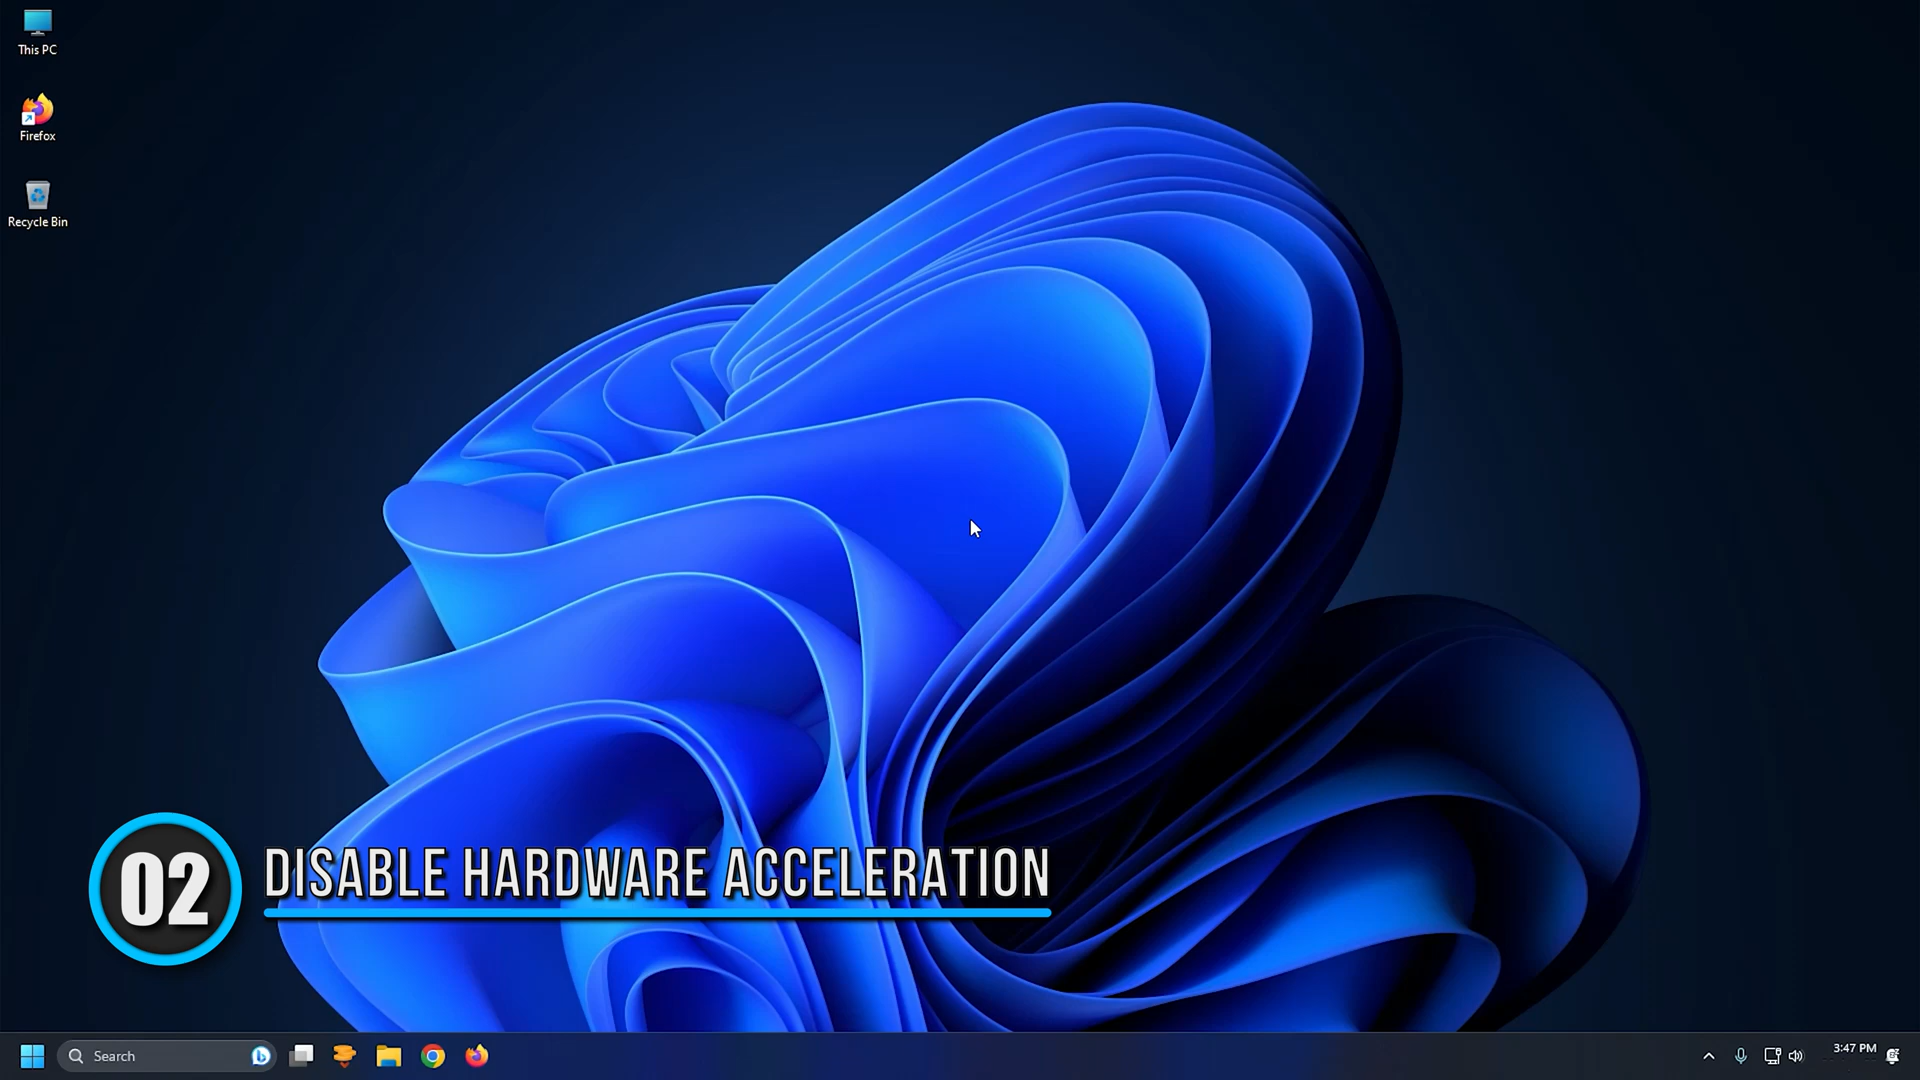 This PC
Firefox
Recycle Bin
02
DISABLE HARDWARE ACCELERATION
Search
3:47 PM